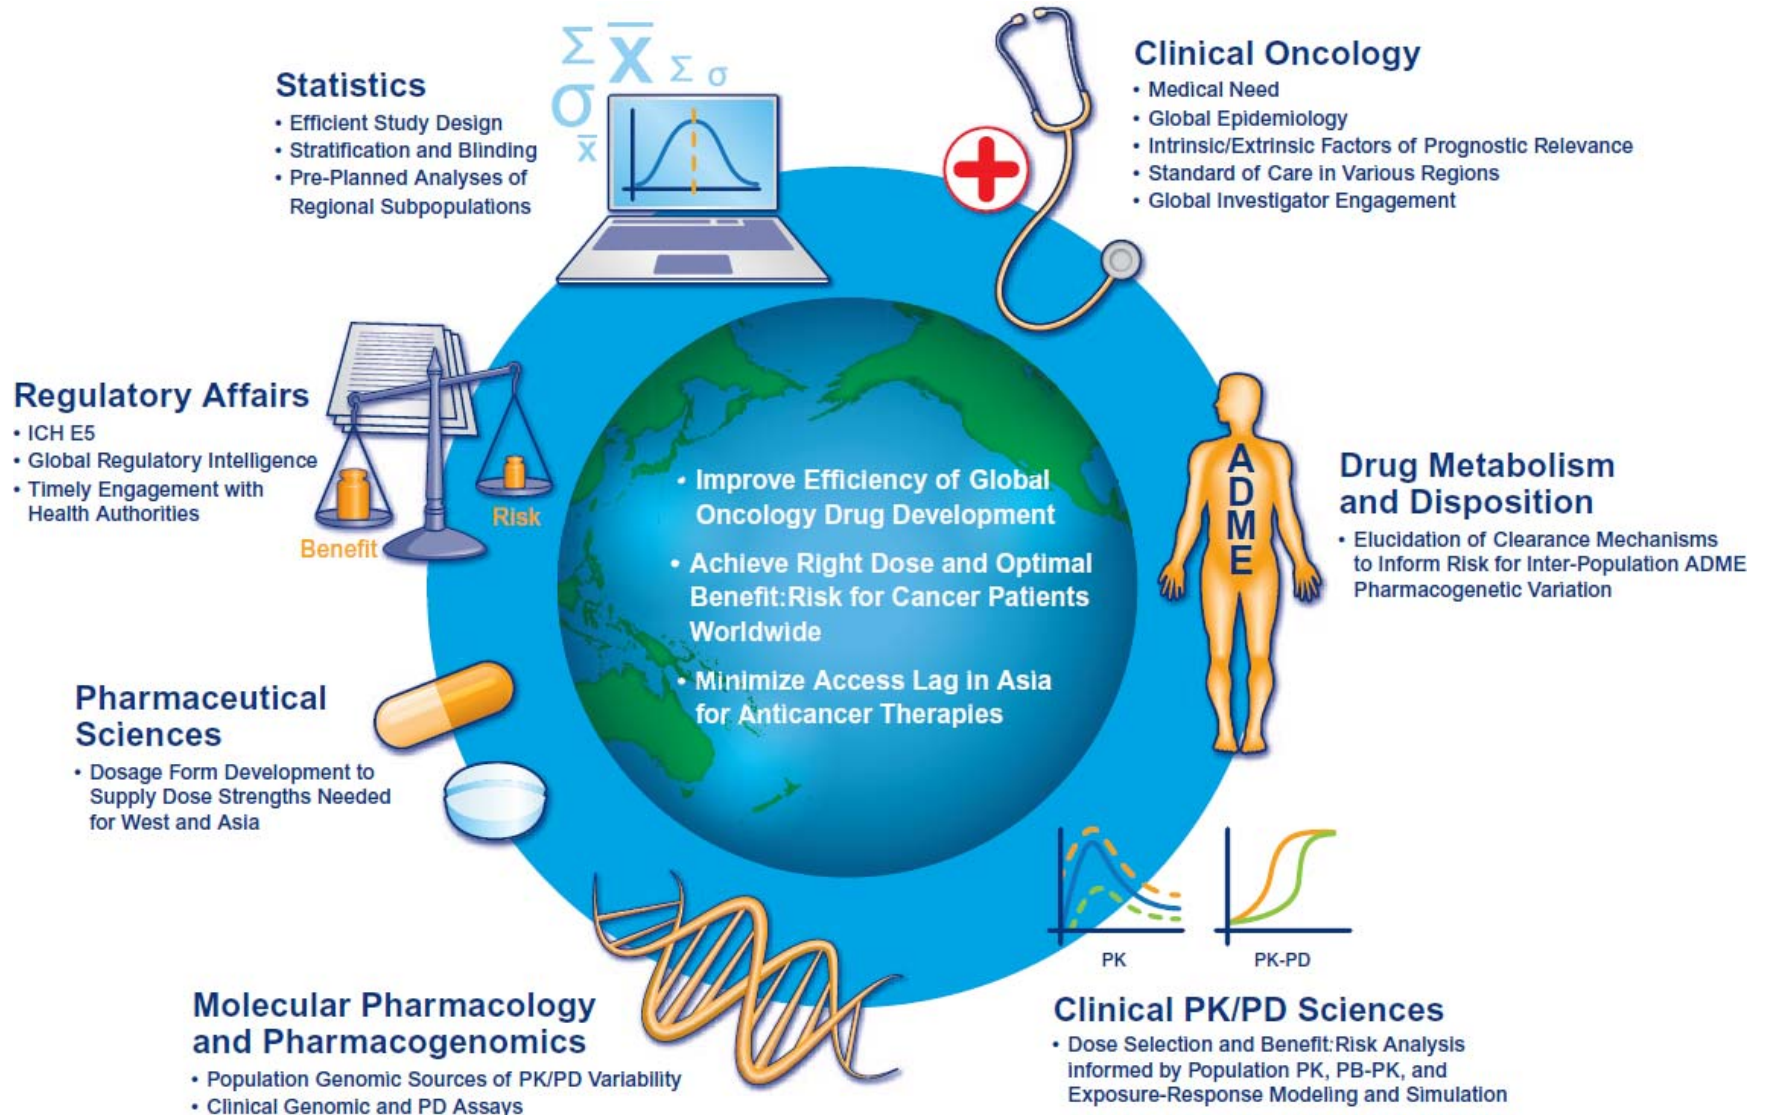 Σ x̄ Σ σ
σ
x̄
Statistics
• Efficient Study Design
• Stratification and Blinding
• Pre-Planned Analyses of
Regional Subpopulations
Clinical Oncology
• Medical Need
• Global Epidemiology
• Intrinsic/Extrinsic Factors of Prognostic Relevance
• Standard of Care in Various Regions
• Global Investigator Engagement
Regulatory Affairs
• ICH E5
• Global Regulatory Intelligence
• Timely Engagement with
Health Authorities
Benefit
Risk
• Improve Efficiency of Global
Oncology Drug Development
• Achieve Right Dose and Optimal
Benefit:Risk for Cancer Patients
Worldwide
• Minimize Access Lag in Asia
for Anticancer Therapies
A
D
M
E
Drug Metabolism
and Disposition
• Elucidation of Clearance Mechanisms
to Inform Risk for Inter-Population ADME
Pharmacogenetic Variation
Pharmaceutical
Sciences
• Dosage Form Development to
Supply Dose Strengths Needed
for West and Asia
PK
PK-PD
Molecular Pharmacology
and Pharmacogenomics
• Population Genomic Sources of PK/PD Variability
• Clinical Genomic and PD Assays
Clinical PK/PD Sciences
• Dose Selection and Benefit:Risk Analysis
informed by Population PK, PB-PK, and
Exposure-Response Modeling and Simulation